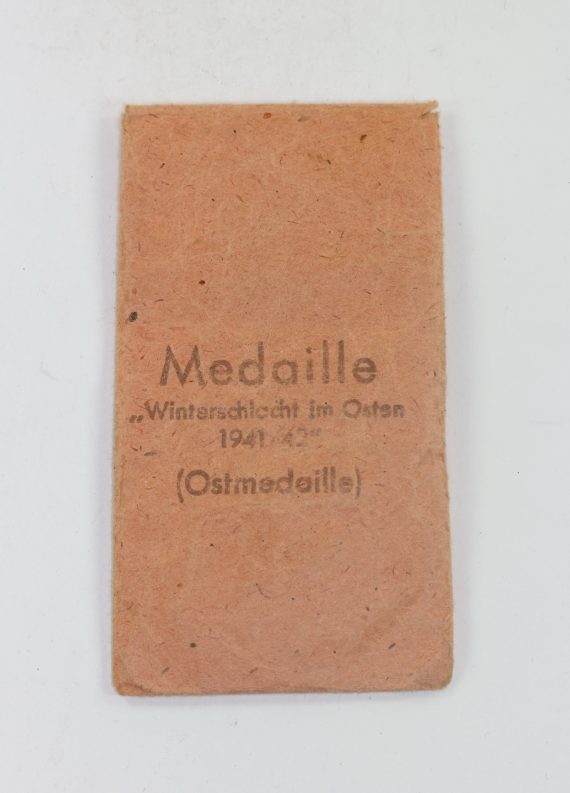 Medaille
„Winterschlacht im Osten
1941/42“
(Ostmedaille)